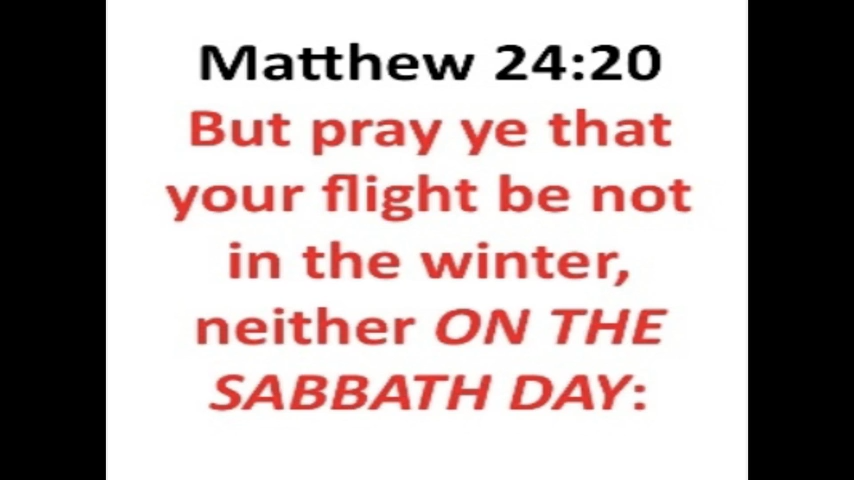 Matthew 24:20
But pray ye that
your flight be not
in the winter,
neither ON THE
SABBATH DAY: